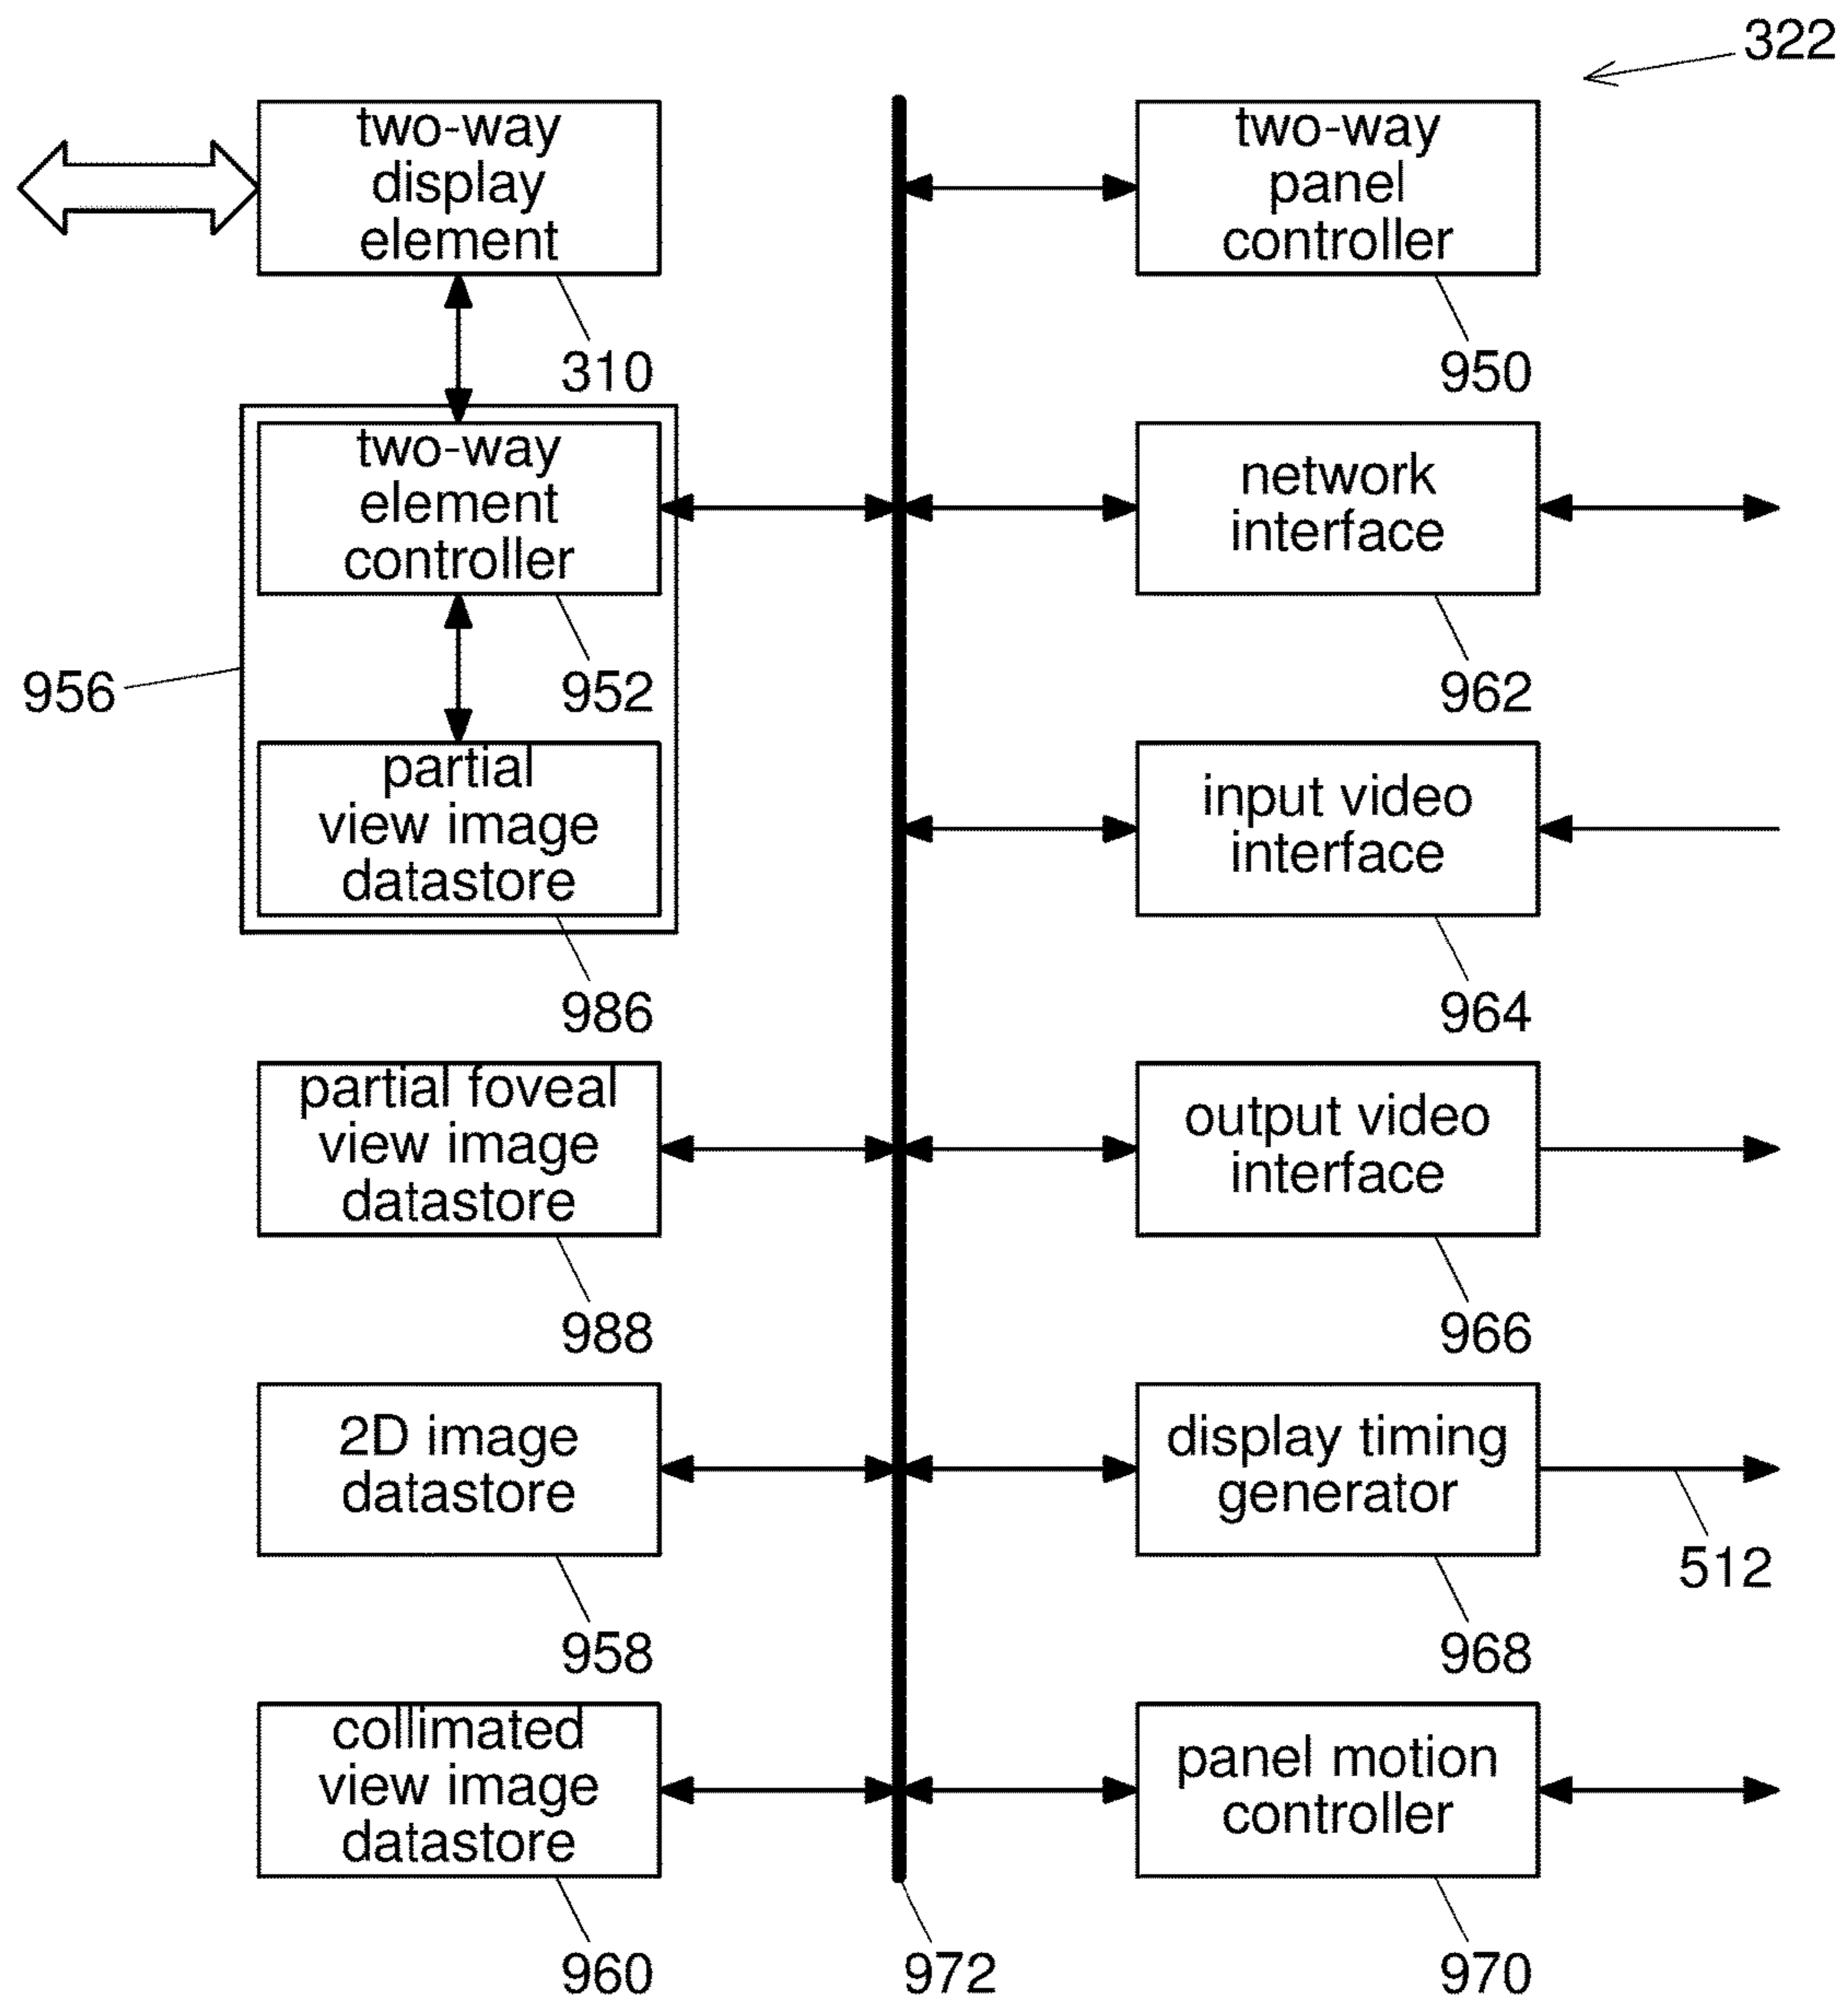 322
two-way
display
element
310
two-way
panel
controller
950
two-way
element
controller
952
956
partial
view image
datastore
986
network
interface
962
input video
interface
964
partial foveal
view image
datastore
988
output video
interface
966
2D image
datastore
958
display timing
generator
968
512
collimated
view image
datastore
960
972
panel motion
controller
970